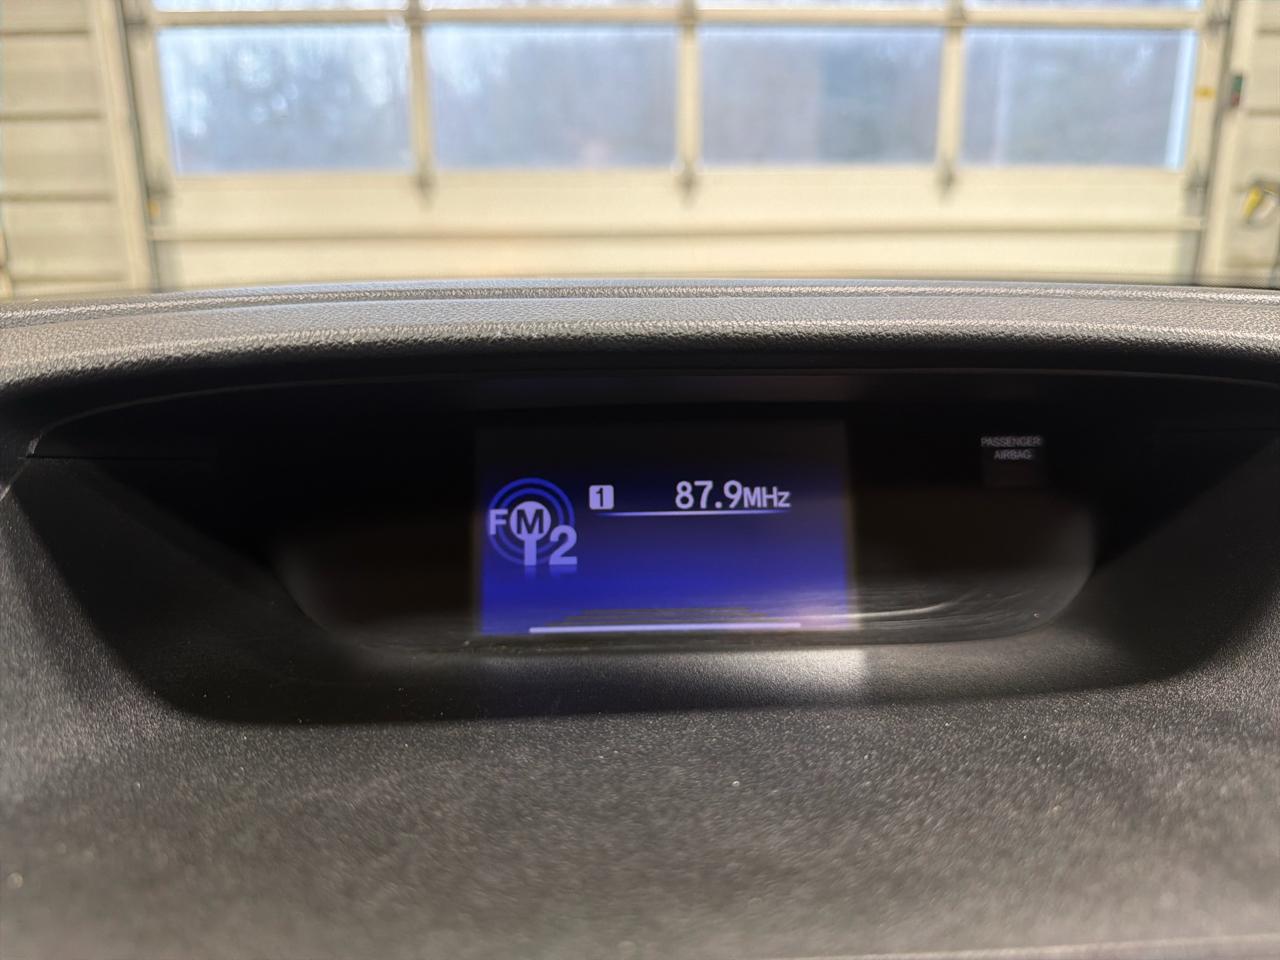 FM2
1 87.9MHz
PASSENGER
AIRBAG